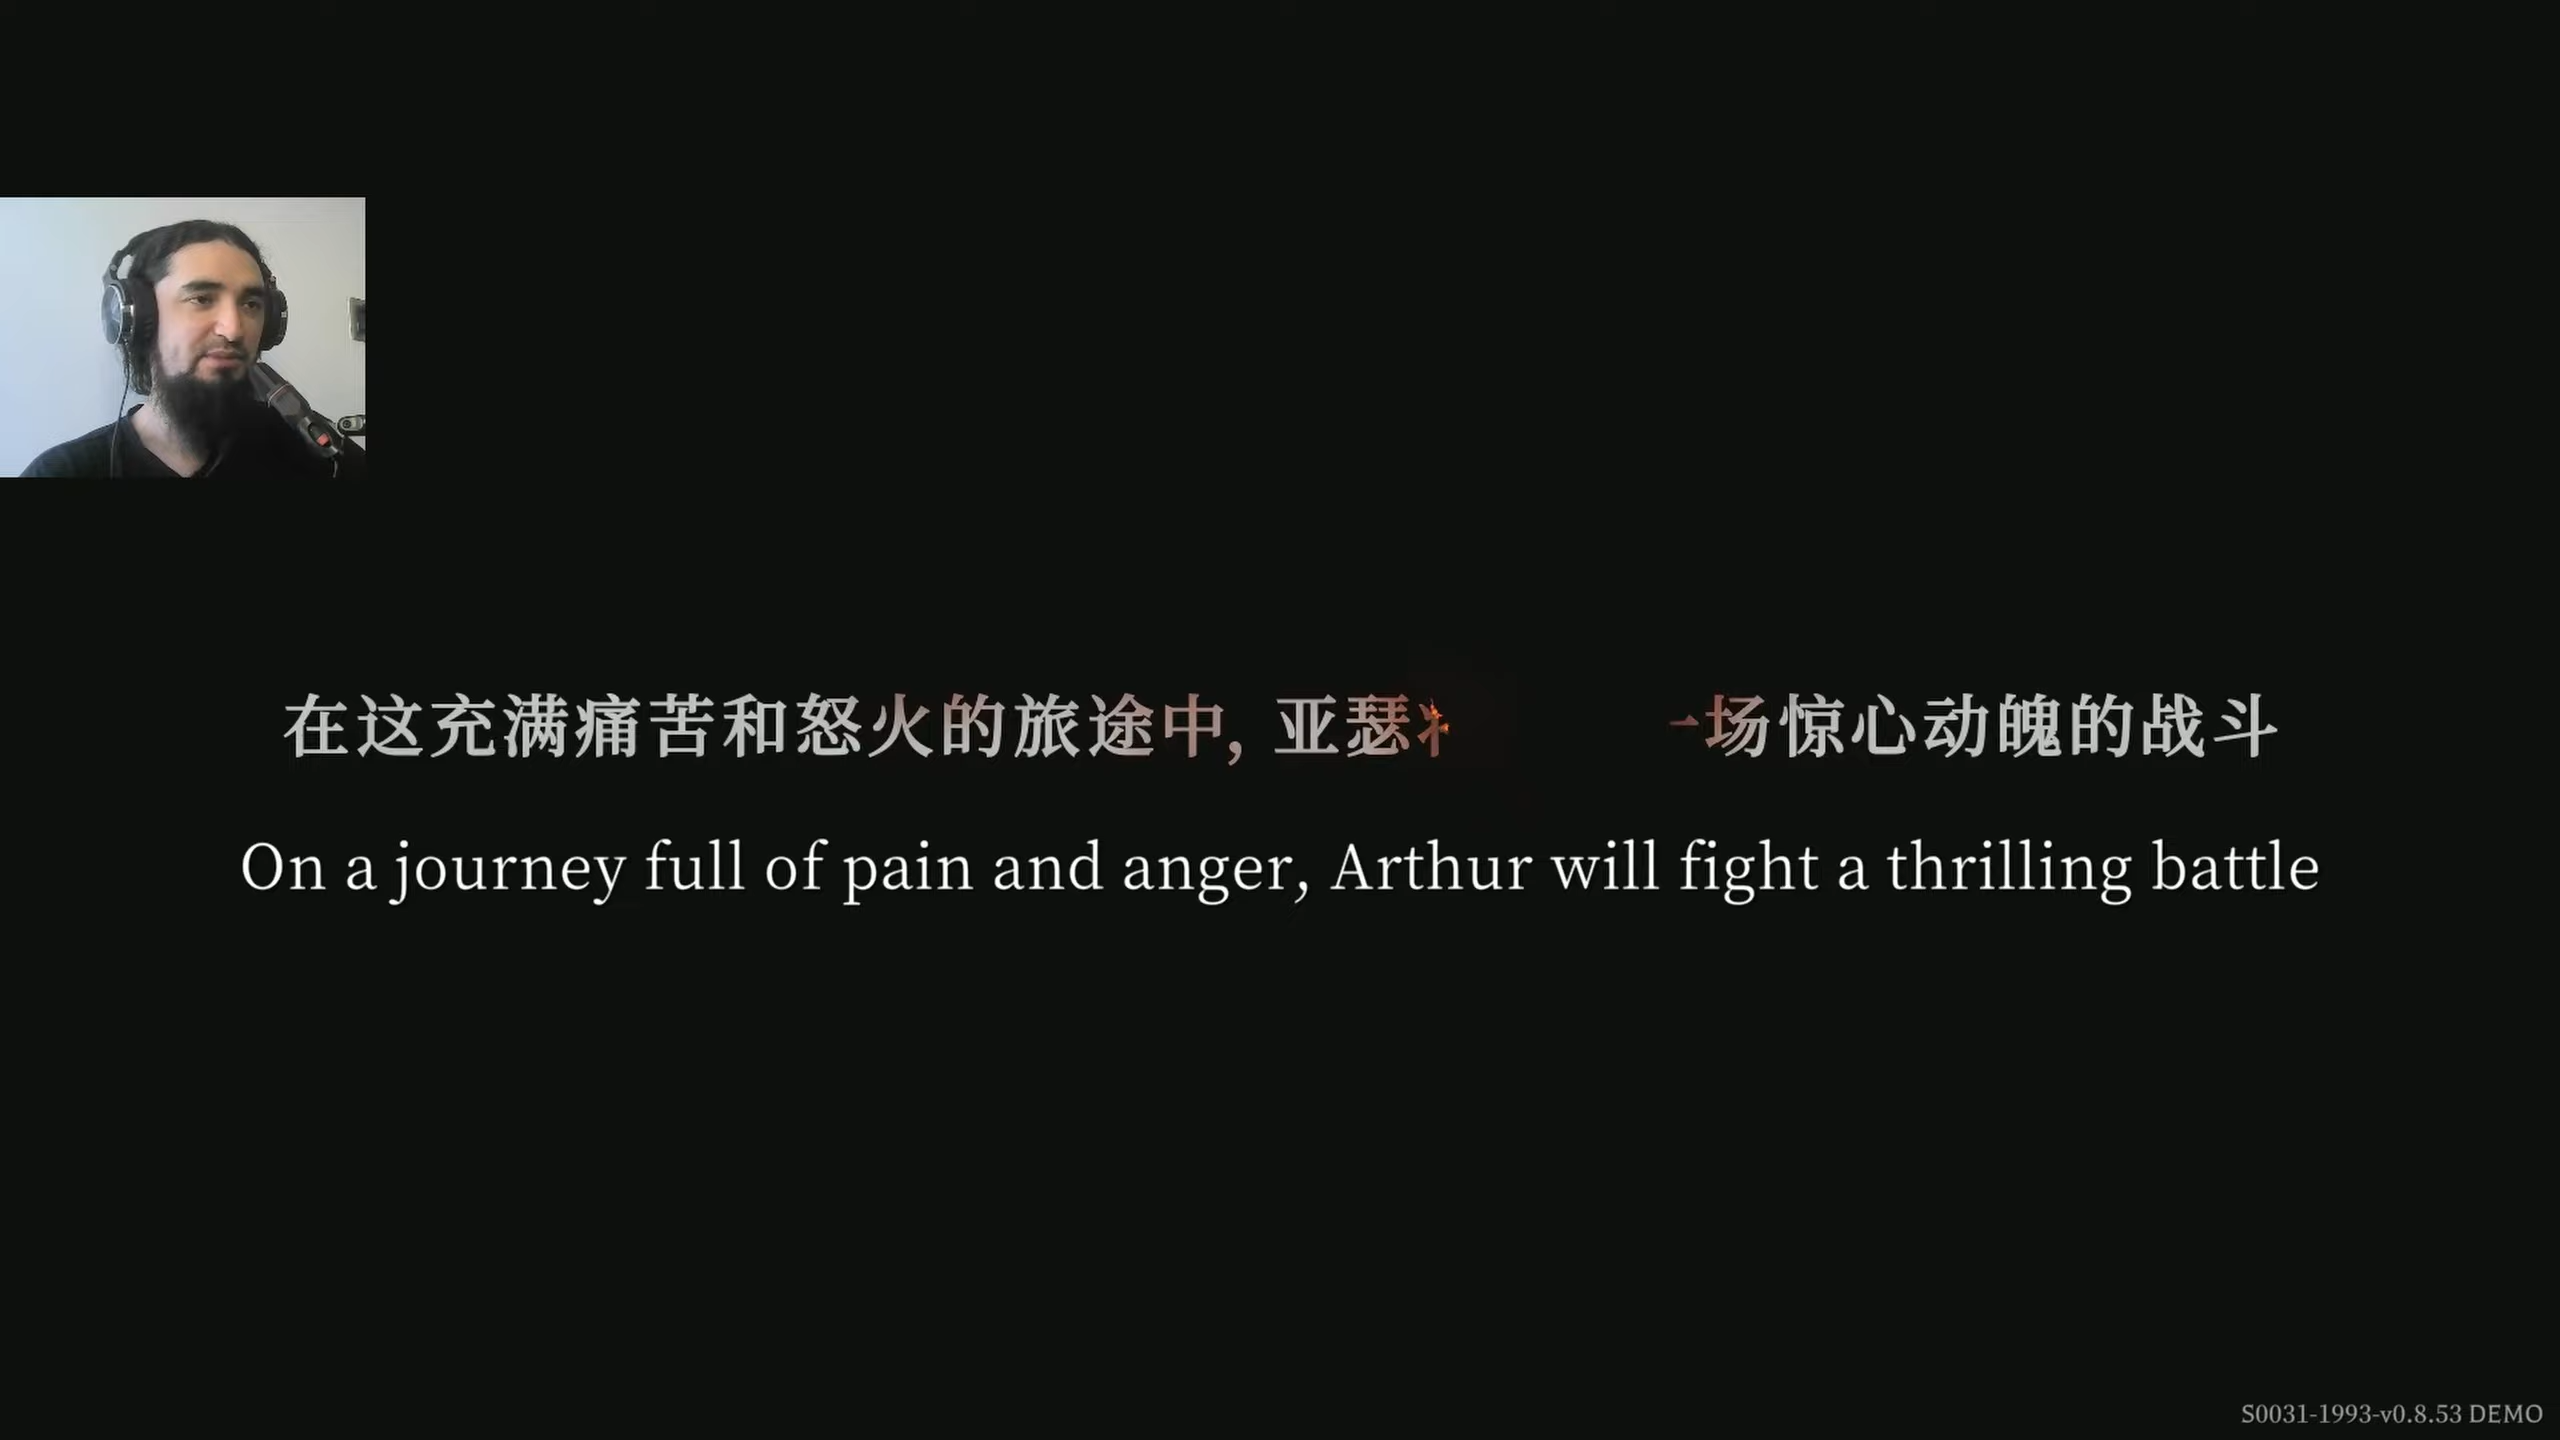 在这充满痛苦和怒火的旅途中, 亚瑟 一场惊心动魄的战斗
On a journey full of pain and anger, Arthur will fight a thrilling battle
S0031-1993-v0.8.53 DEMO